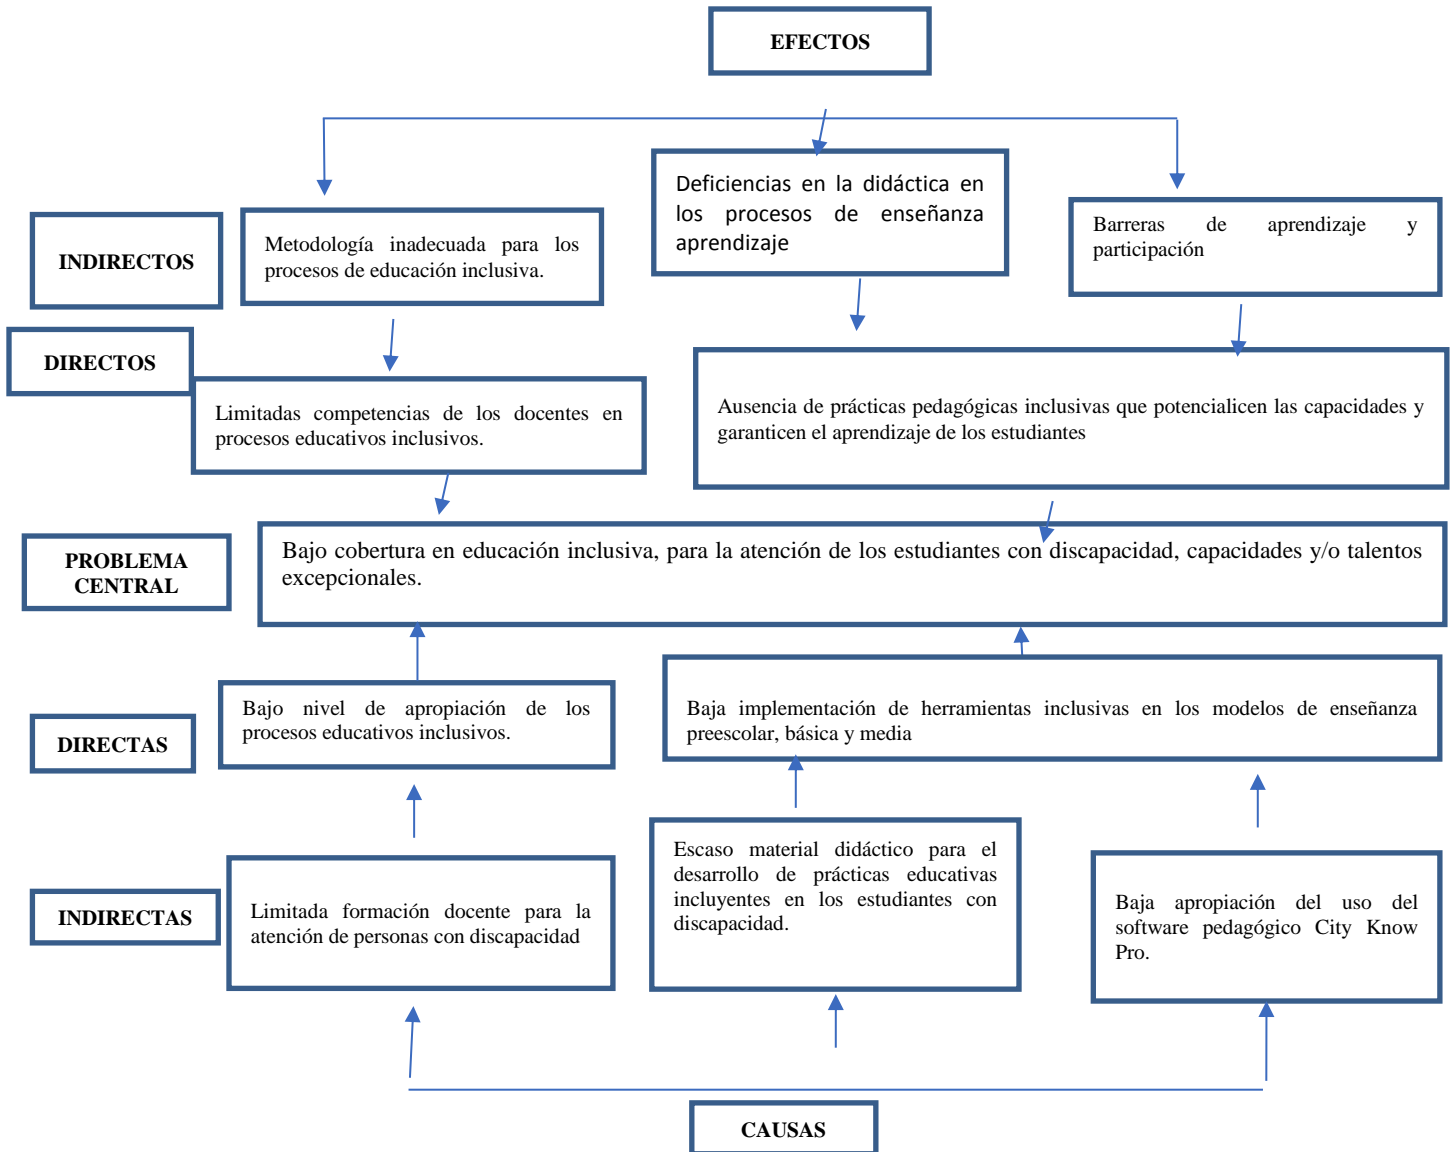 EFECTOS
Deficiencias en la didáctica en
los procesos de enseñanza
aprendizaje
INDIRECTOS
Metodología inadecuada para los
procesos de educación inclusiva.
Barreras de aprendizaje y
participación
DIRECTOS
Limitadas competencias de los docentes en
procesos educativos inclusivos.
Ausencia de prácticas pedagógicas inclusivas que potencialicen las capacidades y
garanticen el aprendizaje de los estudiantes
PROBLEMA
CENTRAL
Bajo cobertura en educación inclusiva, para la atención de los estudiantes con discapacidad, capacidades y/o talentos
excepcionales.
DIRECTAS
Bajo nivel de apropiación de los
procesos educativos inclusivos.
Baja implementación de herramientas inclusivas en los modelos de enseñanza
preescolar, básica y media
INDIRECTAS
Limitada formación docente para la
atención de personas con discapacidad
Escaso material didáctico para el
desarrollo de prácticas educativas
incluyentes en los estudiantes con
discapacidad.
Baja apropiación del uso del
software pedagógico City Know
Pro.
CAUSAS